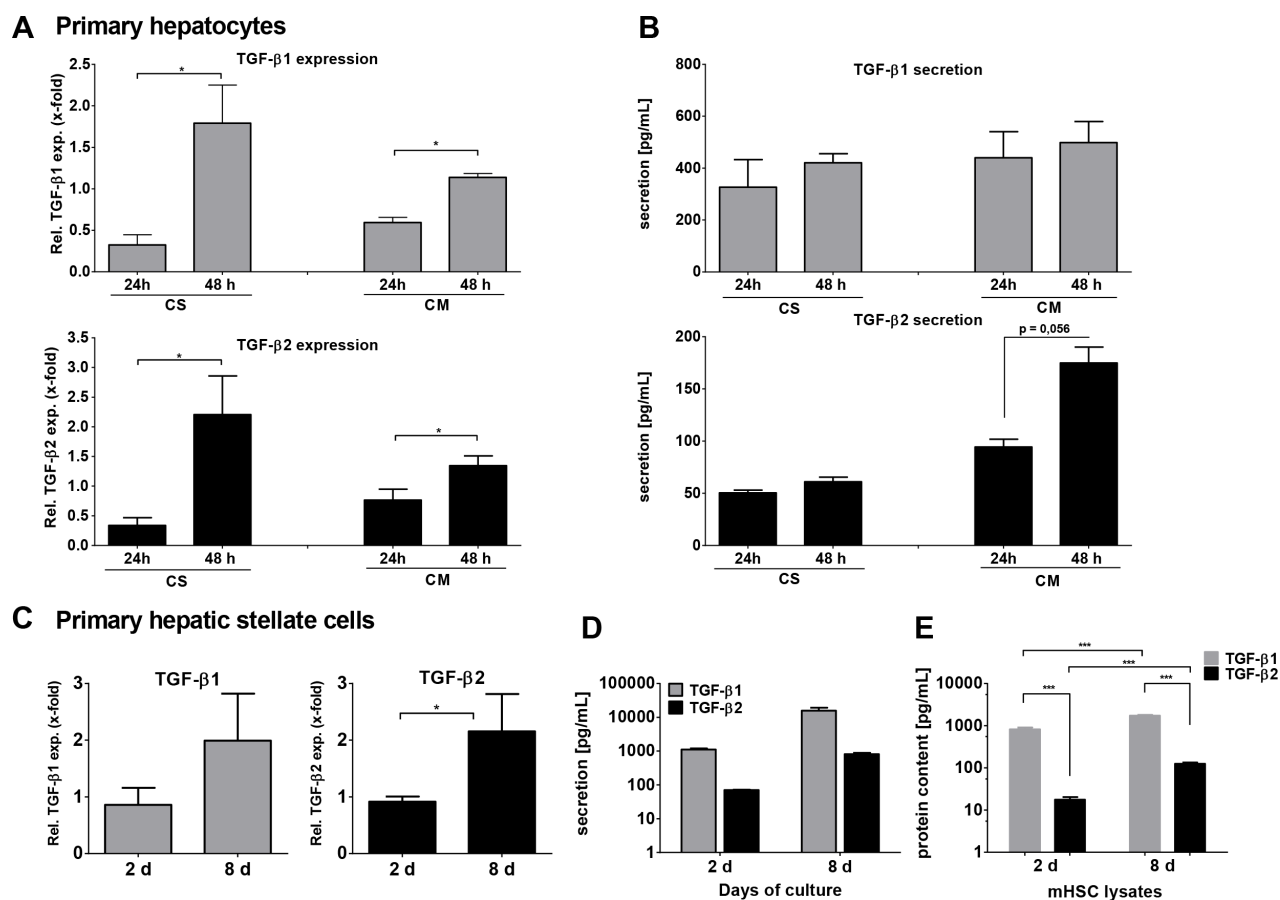 A Primary hepatocytes
TGF-β1 expression
Rel. TGF-β1 exp. (x-fold)
2.5
2.0
1.5
1.0
0.5
0.0
*
*
24h 48 h 24h 48 h
CS CM
TGF-β2 expression
Rel. TGF-β2 exp. (x-fold)
3.5
3.0
2.5
2.0
1.5
1.0
0.5
0.0
*
*
24h 48 h 24h 48 h
CS CM
B
TGF-β1 secretion
secretion [pg/mL]
800
600
400
200
0
24h 48 h 24h 48 h
CS CM
TGF-β2 secretion
p = 0,056
secretion [pg/mL]
200
150
100
50
0
24h 48 h 24h 48 h
CS CM
C Primary hepatic stellate cells
TGF-β1
Rel. TGF-β1 exp. (x-fold)
3
2
1
0
2 d 8 d
TGF-β2
Rel. TGF-β2 exp. (x-fold)
3
2
1
0
*
2 d 8 d
D
secretion [pg/mL]
100000
10000
1000
100
10
1
TGF-β1
TGF-β2
2 d 8 d
Days of culture
E
protein content [pg/mL]
10000
1000
100
10
1
***
***
***
***
TGF-β1
TGF-β2
2 d 8 d
mHSC lysates